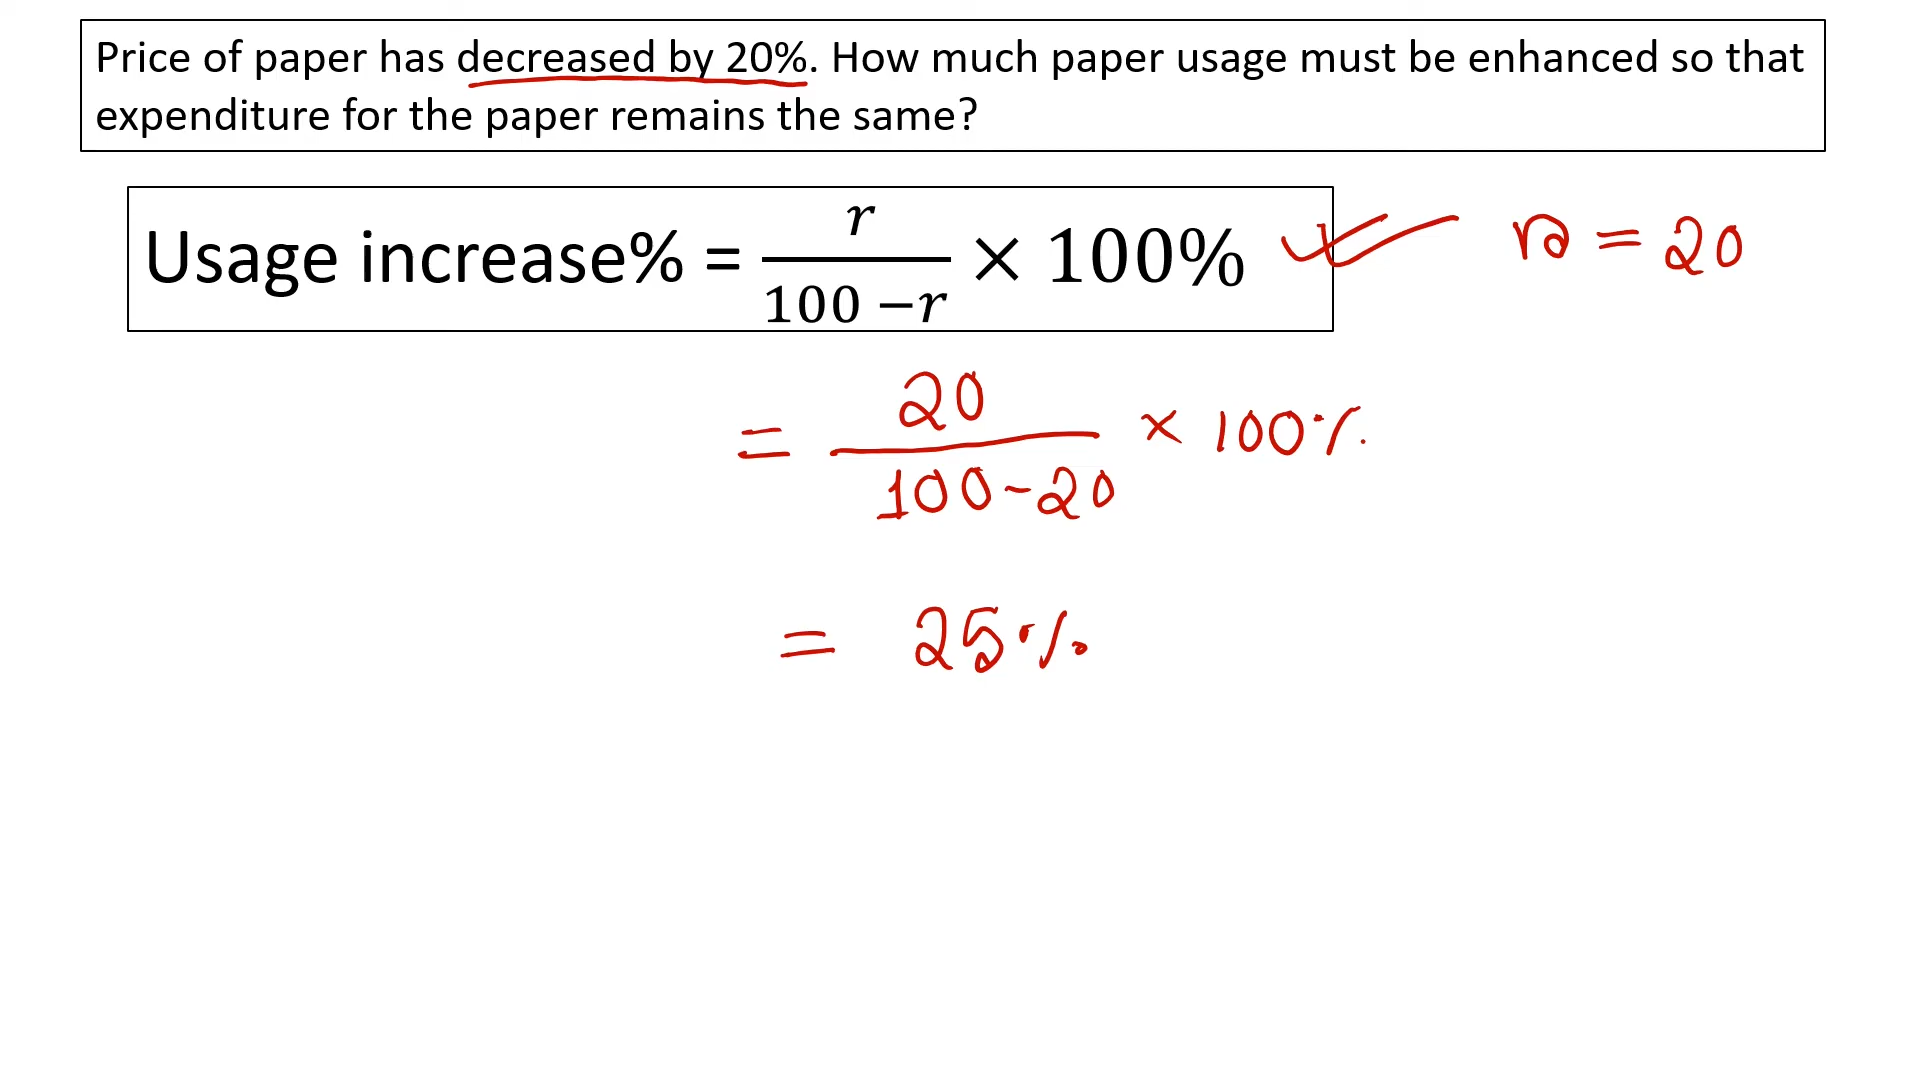 Price of paper has decreased by 20%. How much paper usage must be enhanced so that
expenditure for the paper remains the same?
Usage increase% = r/(100 −r) × 100%
r = 20
= 20/(100-20) × 100%
= 25%